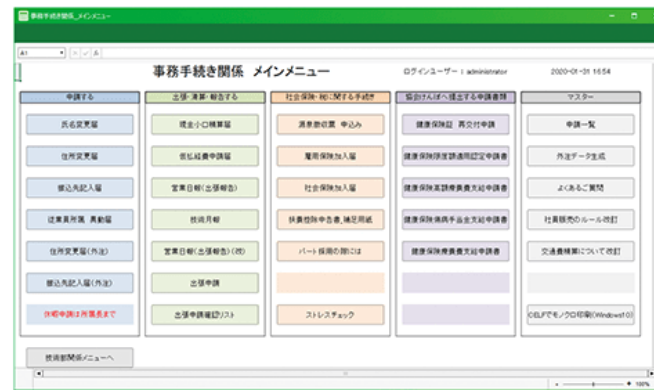 事務手続き関係_メインメニュー
A1
事務手続き関係 メインメニュー
ログインユーザー : administrator
2020-01-31 16:54
申請する
出張・清算・報告する
社会保険・税に関する手続き
協会けんぽへ提出する申請書類
マスター
氏名変更届
現金小口精算届
源泉徴収票 申込み
健康保険証 再交付申請
申請一覧
住所変更届
仮払経費申請届
雇用保険加入届
健康保険限度額適用認定申請書
外注データ生成
振込先記入届
営業日報(出張報告)
社会保険加入届
健康保険高額療養費支給申請書
よくあるご質問
従業員所属 異動届
技術月報
扶養控除申告書_補足用紙
健康保険傷病手当金支給申請書
社員販売のルール改訂
住所変更届(外注)
営業日報(出張報告)(改)
パート採用の際には
健康保険療養費支給申請書
交通費精算について改訂
振込先記入届(外注)
出張申請
休暇申請は所属長まで
出張申請確認リスト
ストレスチェック
CELFでモノクロ印刷(Windows10)
技術部関係メニューへ
100%